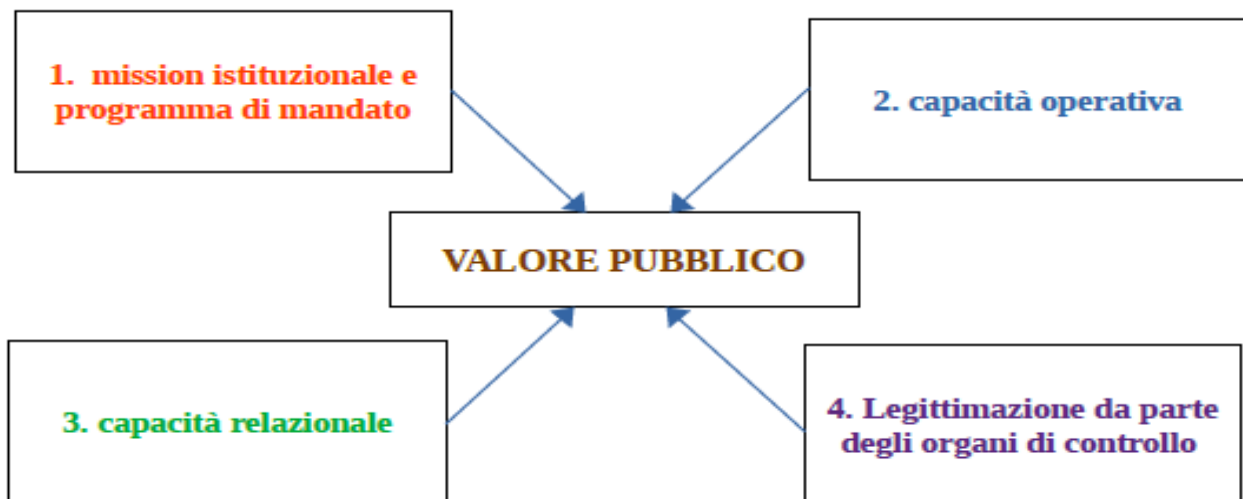 1. mission istituzionale e
programma di mandato
2. capacità operativa
VALORE PUBBLICO
3. capacità relazionale
4. Legittimazione da parte
degli organi di controllo